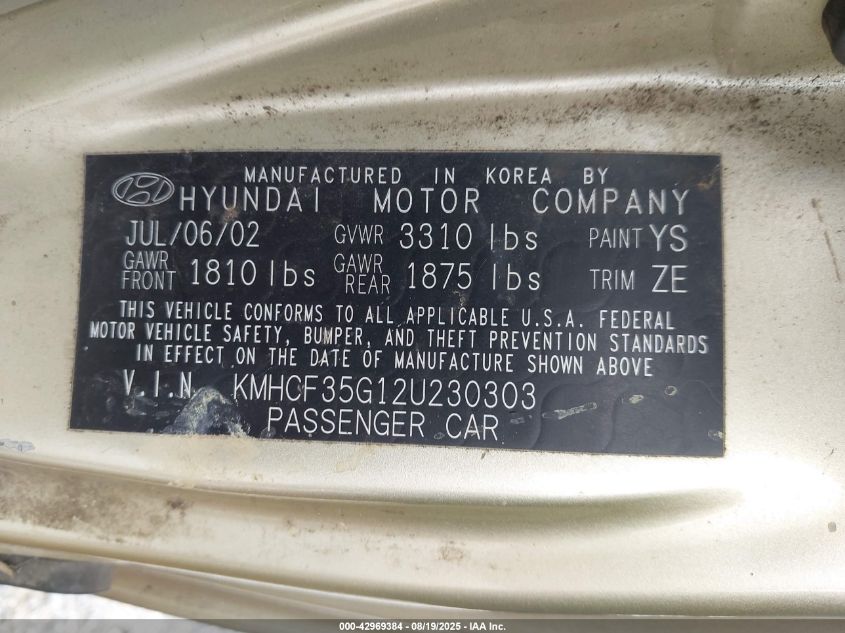 MANUFACTURED IN KOREA BY
HYUNDAI MOTOR COMPANY
JUL/06/02 GVWR 3310 lbs PAINT YS
GAWR FRONT 1810 lbs GAWR REAR 1875 lbs TRIM ZE
THIS VEHICLE CONFORMS TO ALL APPLICABLE U.S.A. FEDERAL
MOTOR VEHICLE SAFETY, BUMPER, AND THEFT PREVENTION STANDARDS
IN EFFECT ON THE DATE OF MANUFACTURE SHOWN ABOVE
V.I.N. KMHCF35G12U230303
PASSENGER CAR
000-42969384 - 08/19/2025 - IAA Inc.